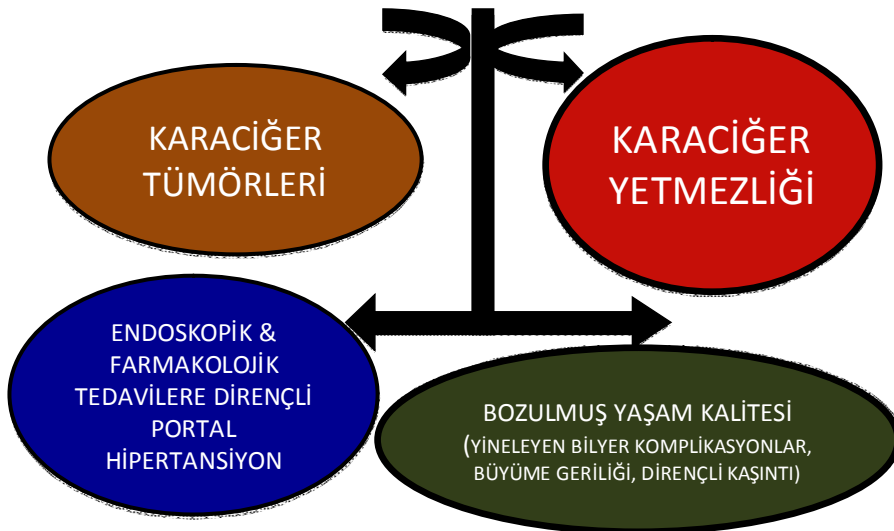 KARACİĞER
TÜMÖRLERİ
KARACİĞER
YETMEZLİĞİ
ENDOSKOPİK &
FARMAKOLOJİK
TEDAVİLERE DİRENÇLİ
PORTAL
HİPERTANSİYON
BOZULMUŞ YAŞAM KALİTESİ
(YİNELEYEN BİLYER KOMPLİKASYONLAR,
BÜYÜME GERİLİĞİ, DİRENÇLİ KAŞINTI)